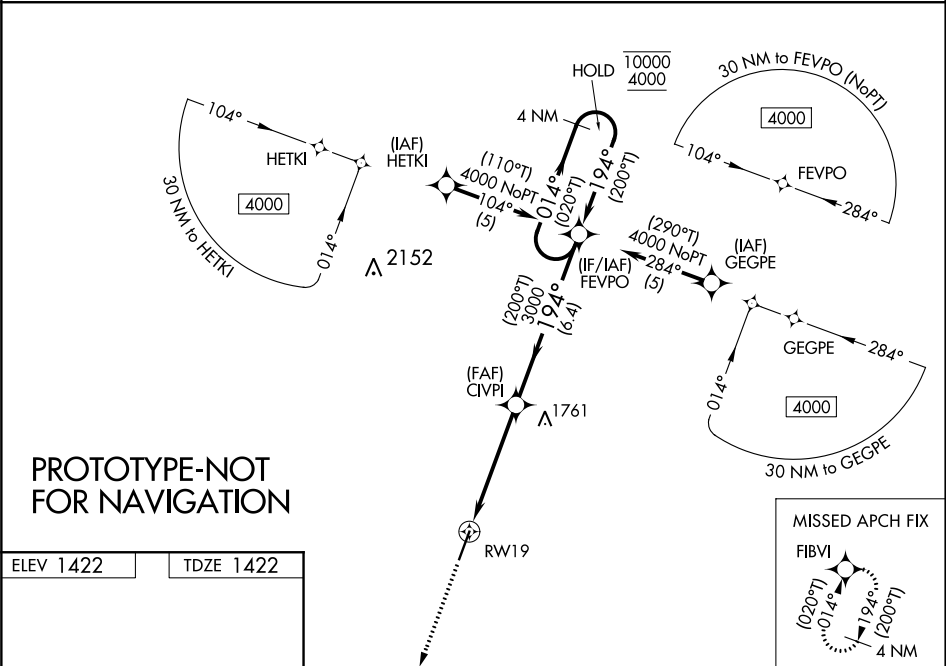 HOLD
10000
4000
4 NM
30 NM to FEVPO (NoPT)
4000
104°
FEVPO
284°
104°
HETKI
4000
30 NM to HETKI
014°
(IAF)
HETKI
(110°T)
4000 NoPT
104°
(5)
014°
(020°T)
194°
(200°T)
2152
(IF/IAF)
FEVPO
(290°T)
4000 NoPT
284°
(5)
(IAF)
GEGPE
(200°T)
3000
194°
(6.4)
GEGPE
284°
014°
4000
30 NM to GEGPE
(FAF)
CIVPI
1761
PROTOTYPE-NOT
FOR NAVIGATION
RW19
ELEV 1422
TDZE 1422
MISSED APCH FIX
FIBVI
(020°T)
014°
194°
(200°T)
4 NM